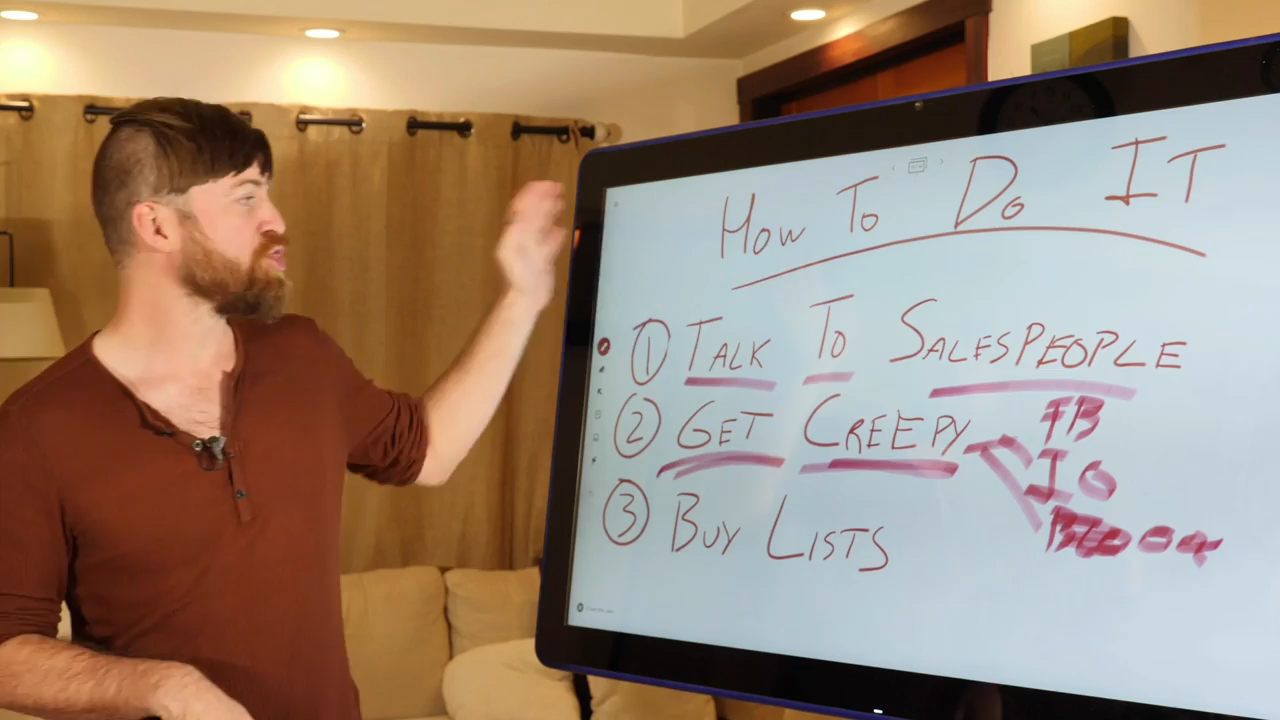 HOW TO DO IT
1 TALK TO SALESPEOPLE
2 GET CREEPY
FB
IG
3 BUY LISTS